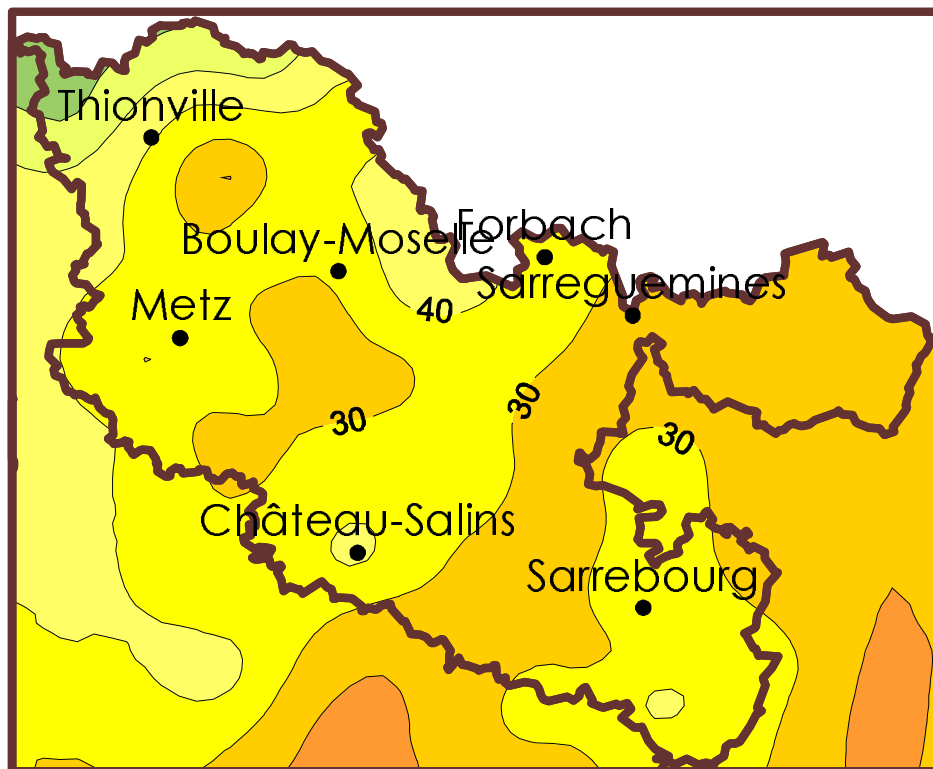 Thionville
Forbach
Boulay-Moselle
Sarreguemines
Metz
40
30
30
30
Château-Salins
Sarrebourg